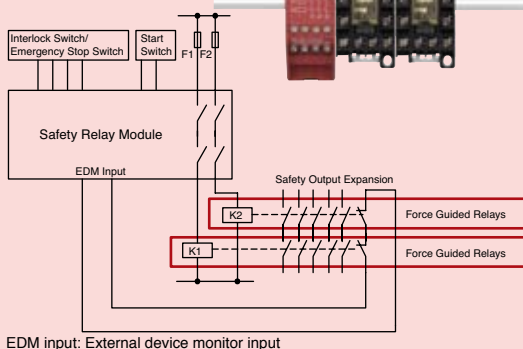 Interlock Switch/
Emergency Stop Switch
Start
Switch
F1
F2
Safety Relay Module
EDM Input
Safety Output Expansion
K2
Force Guided Relays
K1
Force Guided Relays
EDM input: External device monitor input